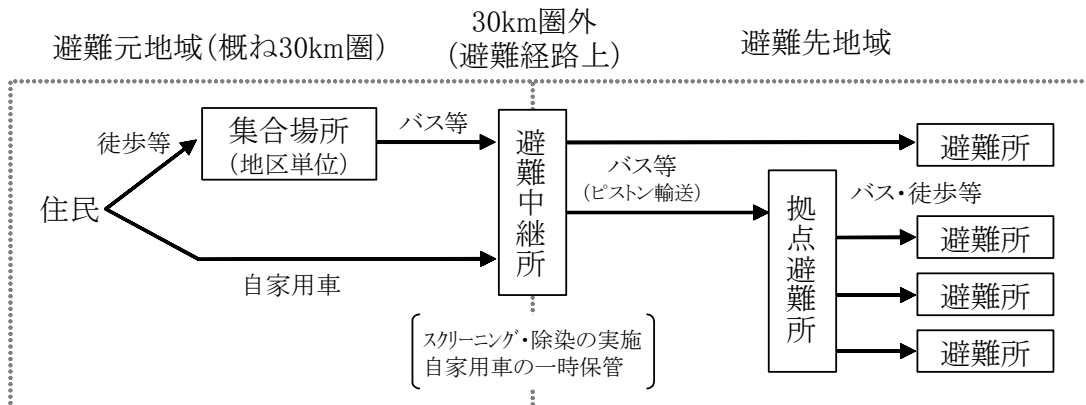 避難元地域(概ね30km圏)
30km圏外
(避難経路上)
避難先地域
徒歩等
集合場所
(地区単位)
バス等
住民
自家用車
避難中継所
スクリーニング・除染の実施
自家用車の一時保管
バス等
(ピストン輸送)
拠点避難所
バス・徒歩等
避難所
避難所
避難所
避難所